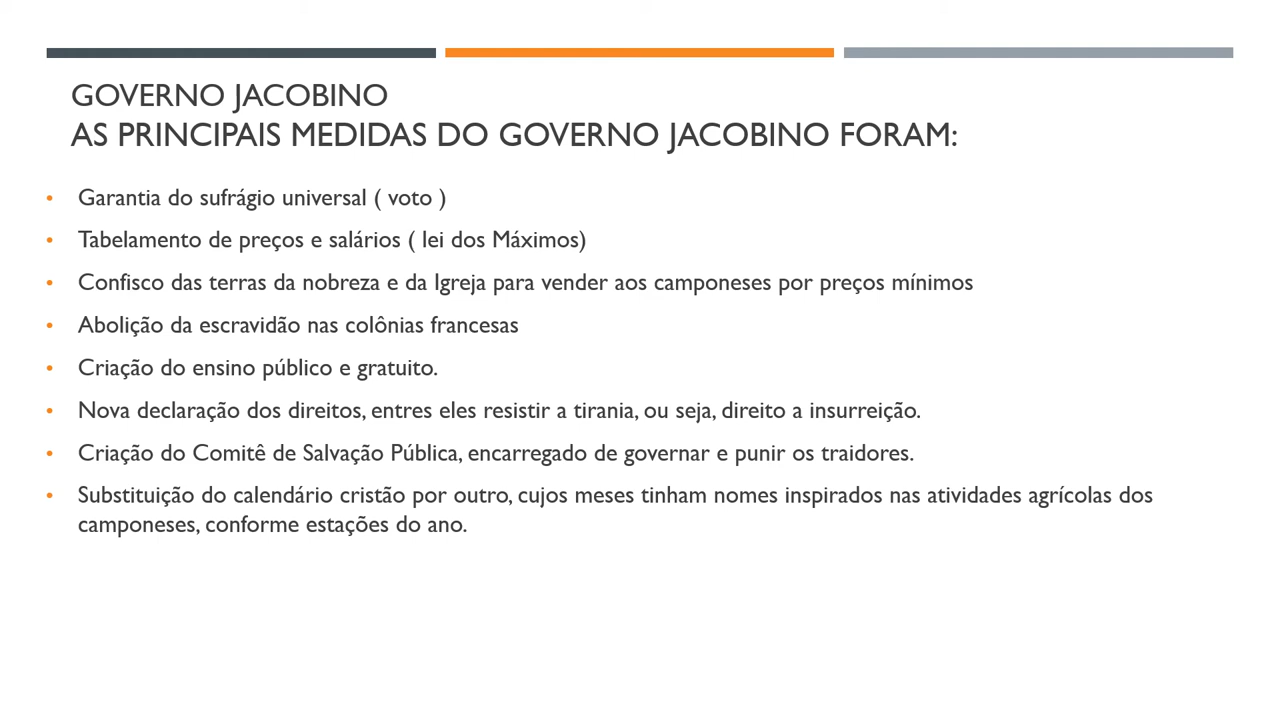 GOVERNO JACOBINO
AS PRINCIPAIS MEDIDAS DO GOVERNO JACOBINO FORAM:
• Garantia do sufrágio universal ( voto )
• Tabelamento de preços e salários ( lei dos Máximos)
• Confisco das terras da nobreza e da Igreja para vender aos camponeses por preços mínimos
• Abolição da escravidão nas colônias francesas
• Criação do ensino público e gratuito.
• Nova declaração dos direitos, entres eles resistir a tirania, ou seja, direito a insurreição.
• Criação do Comitê de Salvação Pública, encarregado de governar e punir os traidores.
• Substituição do calendário cristão por outro, cujos meses tinham nomes inspirados nas atividades agrícolas dos
camponeses, conforme estações do ano.